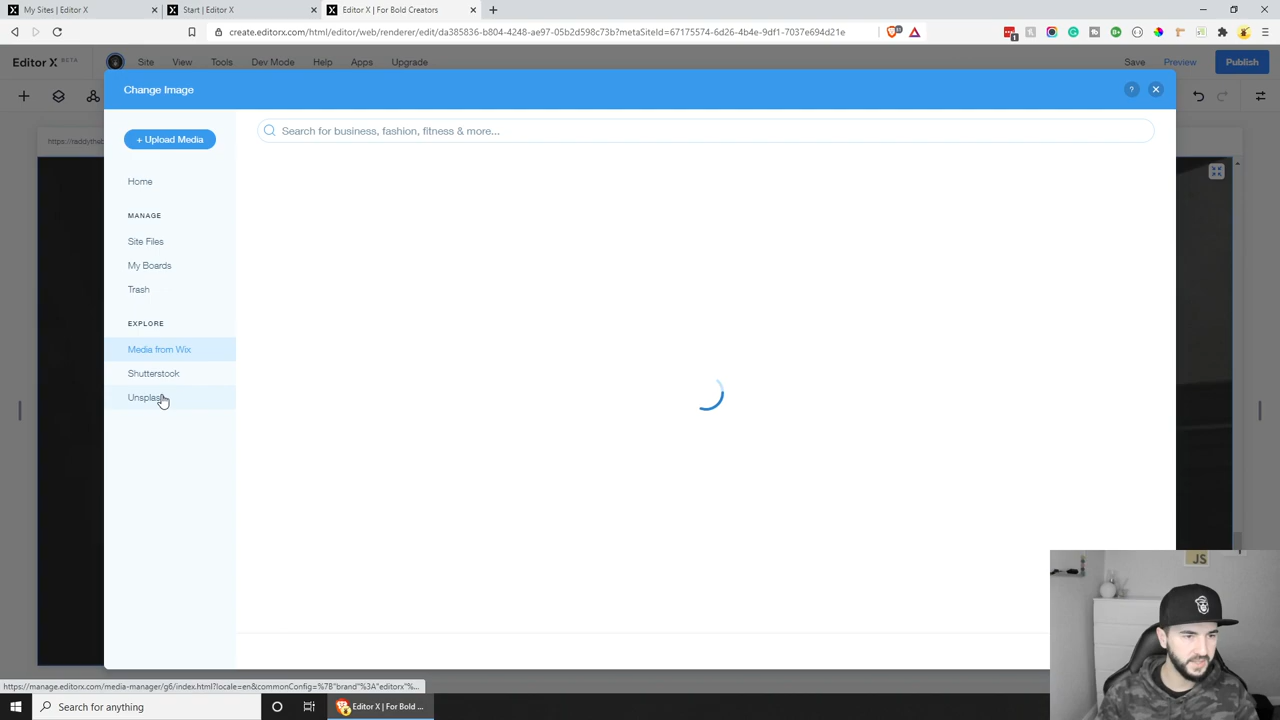 My Sites | Editor X
Start | Editor X
Editor X | For Bold Creators
create.editorx.com/html/editor/web/renderer/edit/da385836-b804-4248-ae97-05b2d598c73b?metaSiteId=67175574-6d26-4b4e-9df1-7037e694d21e
Editor X BETA
Site
View
Tools
Dev Mode
Help
Apps
Upgrade
Save
Preview
Publish
Change Image
?
https://raddytheb
+ Upload Media
Search for business, fashion, fitness & more...
Home
MANAGE
Site Files
My Boards
Trash
EXPLORE
Media from Wix
Shutterstock
Unsplash
JS
https://manage.editorx.com/media-manager/g6/index.html?locale=en&commonConfig=%7B"brand"%3A"editorx"%...
Search for anything
Editor X | For Bold ...